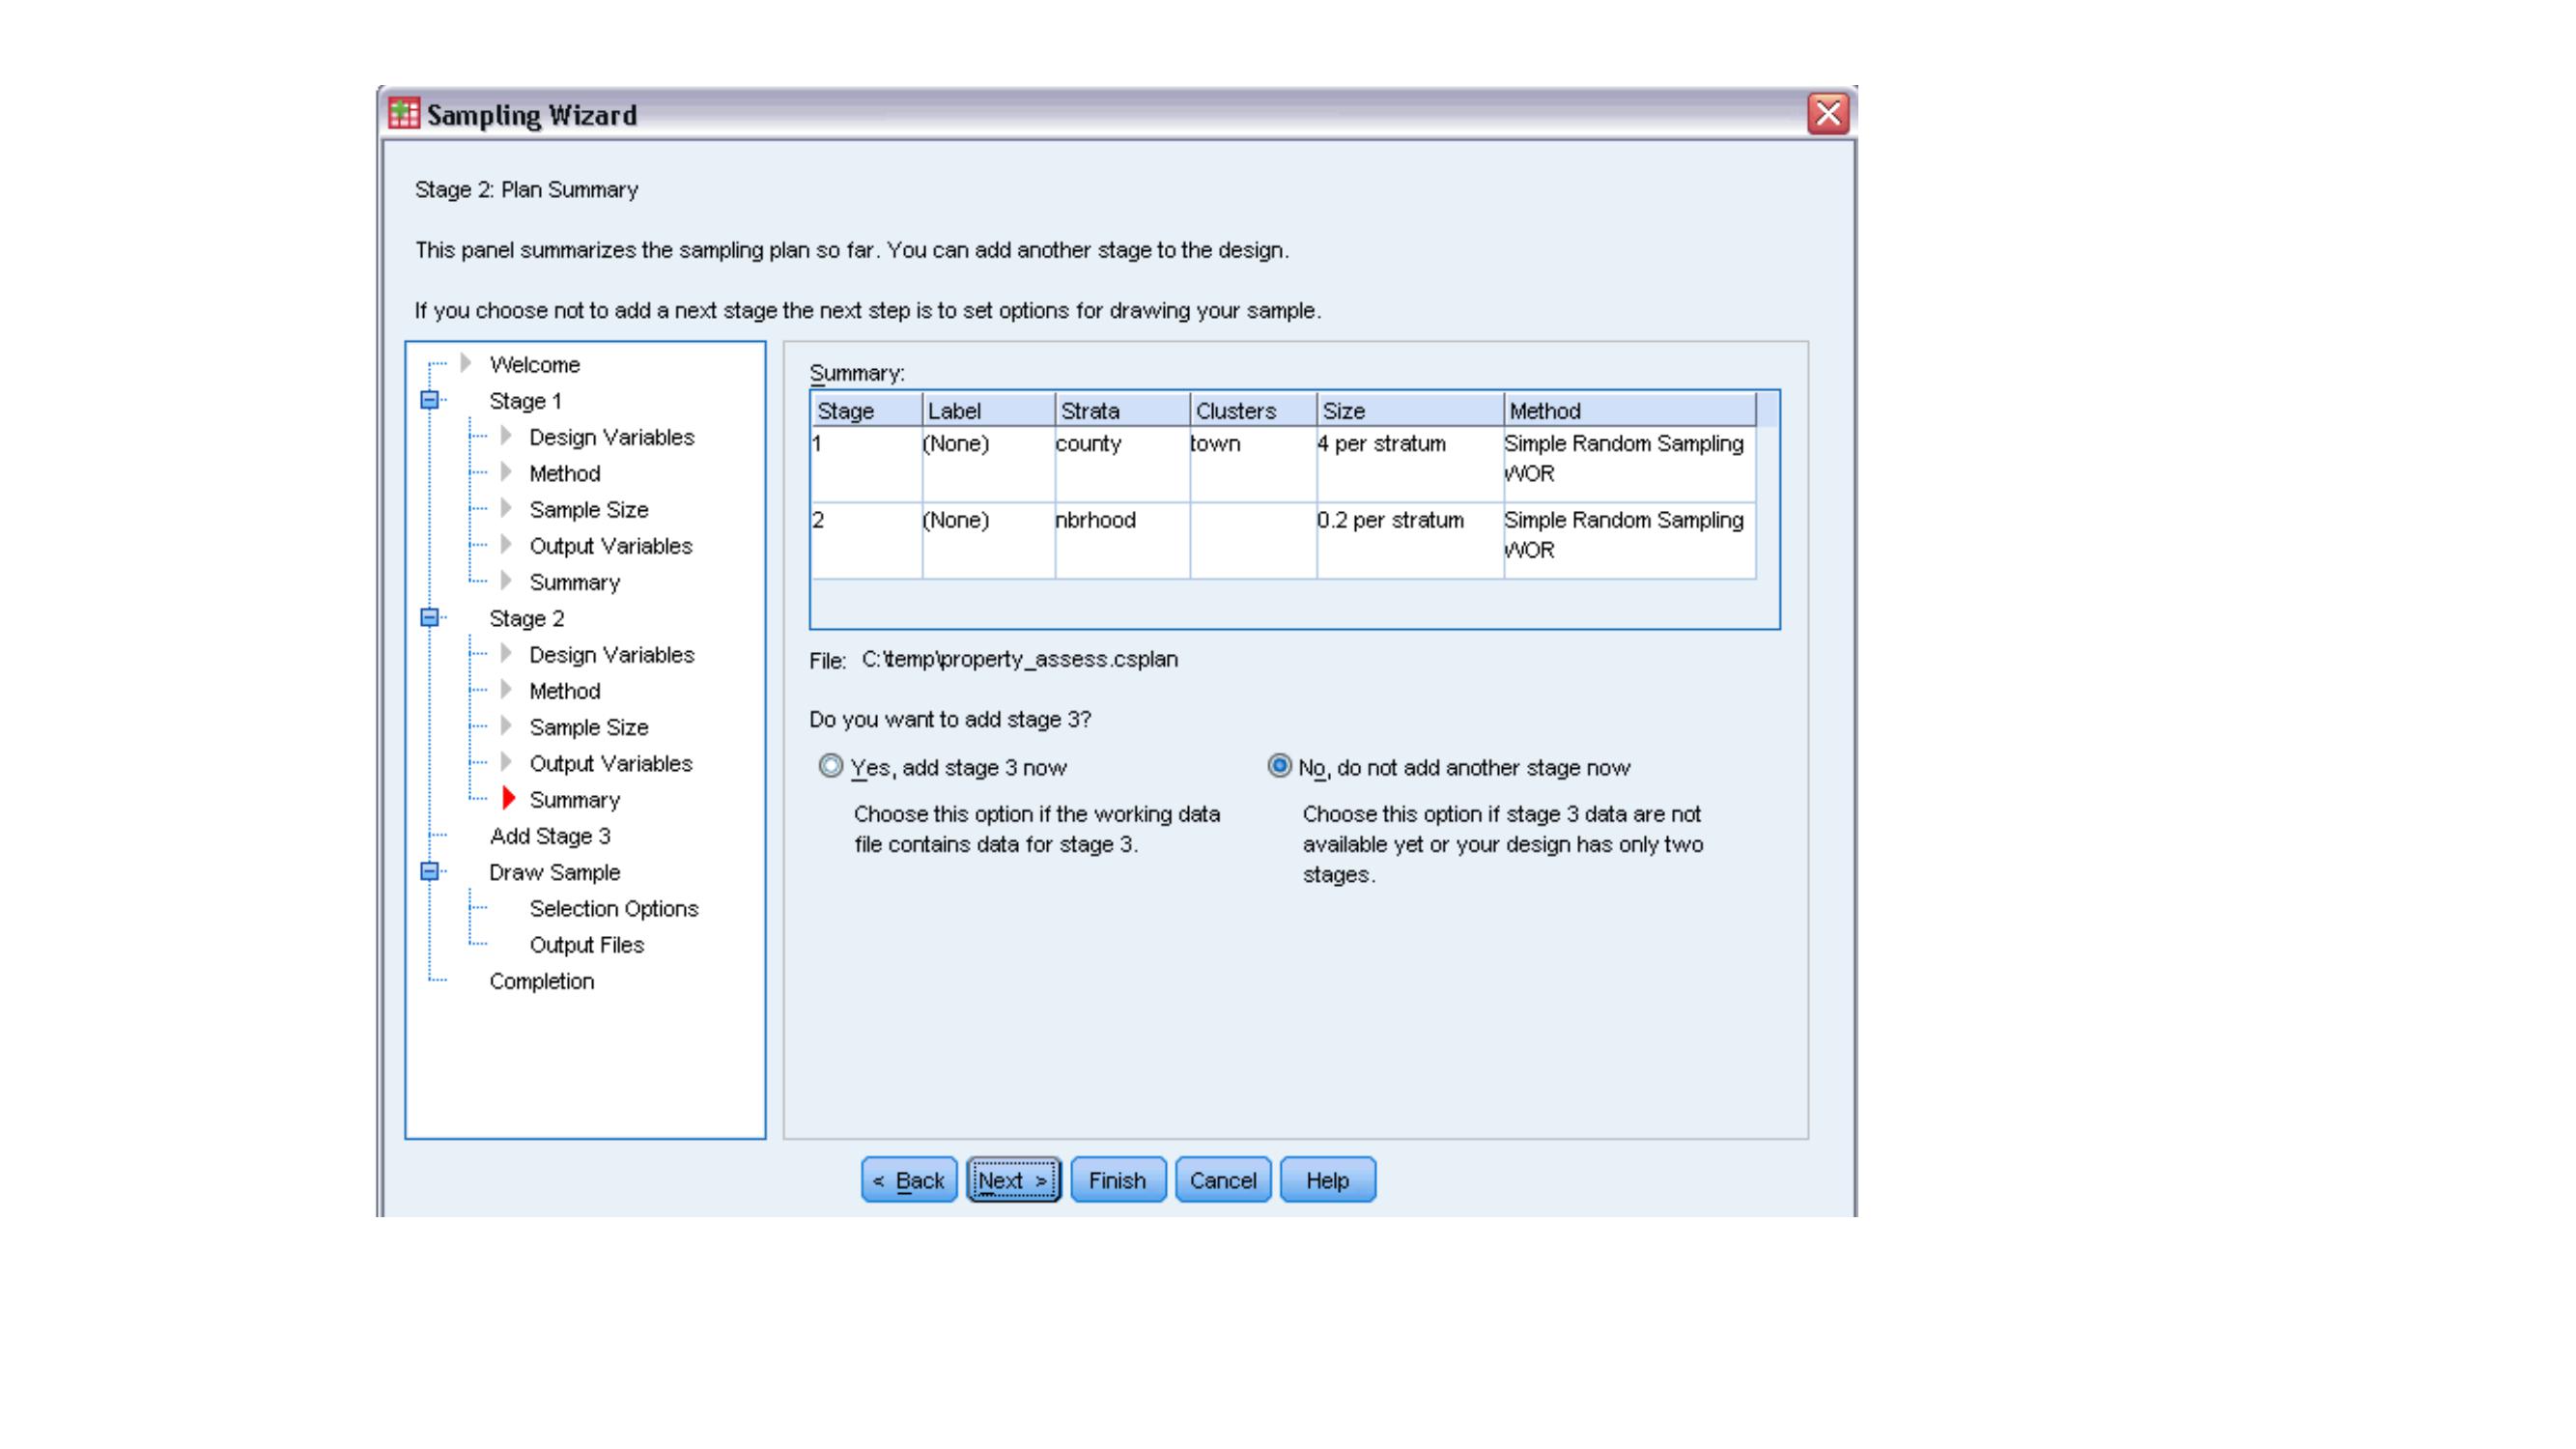 Sampling Wizard
Stage 2: Plan Summary
This panel summarizes the sampling plan so far. You can add another stage to the design.
If you choose not to add a next stage the next step is to set options for drawing your sample.
Welcome
Stage 1
Design Variables
Method
Sample Size
Output Variables
Summary
Stage 2
Design Variables
Method
Sample Size
Output Variables
Summary
Add Stage 3
Draw Sample
Selection Options
Output Files
Completion
Summary:
Stage Label Strata Clusters Size Method
1 (None) county town 4 per stratum Simple Random Sampling
WOR
2 (None) nbrhood 0.2 per stratum Simple Random Sampling
WOR
File: C:\temp\property_assess.csplan
Do you want to add stage 3?
Yes, add stage 3 now
Choose this option if the working data
file contains data for stage 3.
No, do not add another stage now
Choose this option if stage 3 data are not
available yet or your design has only two
stages.
< Back Next > Finish Cancel Help